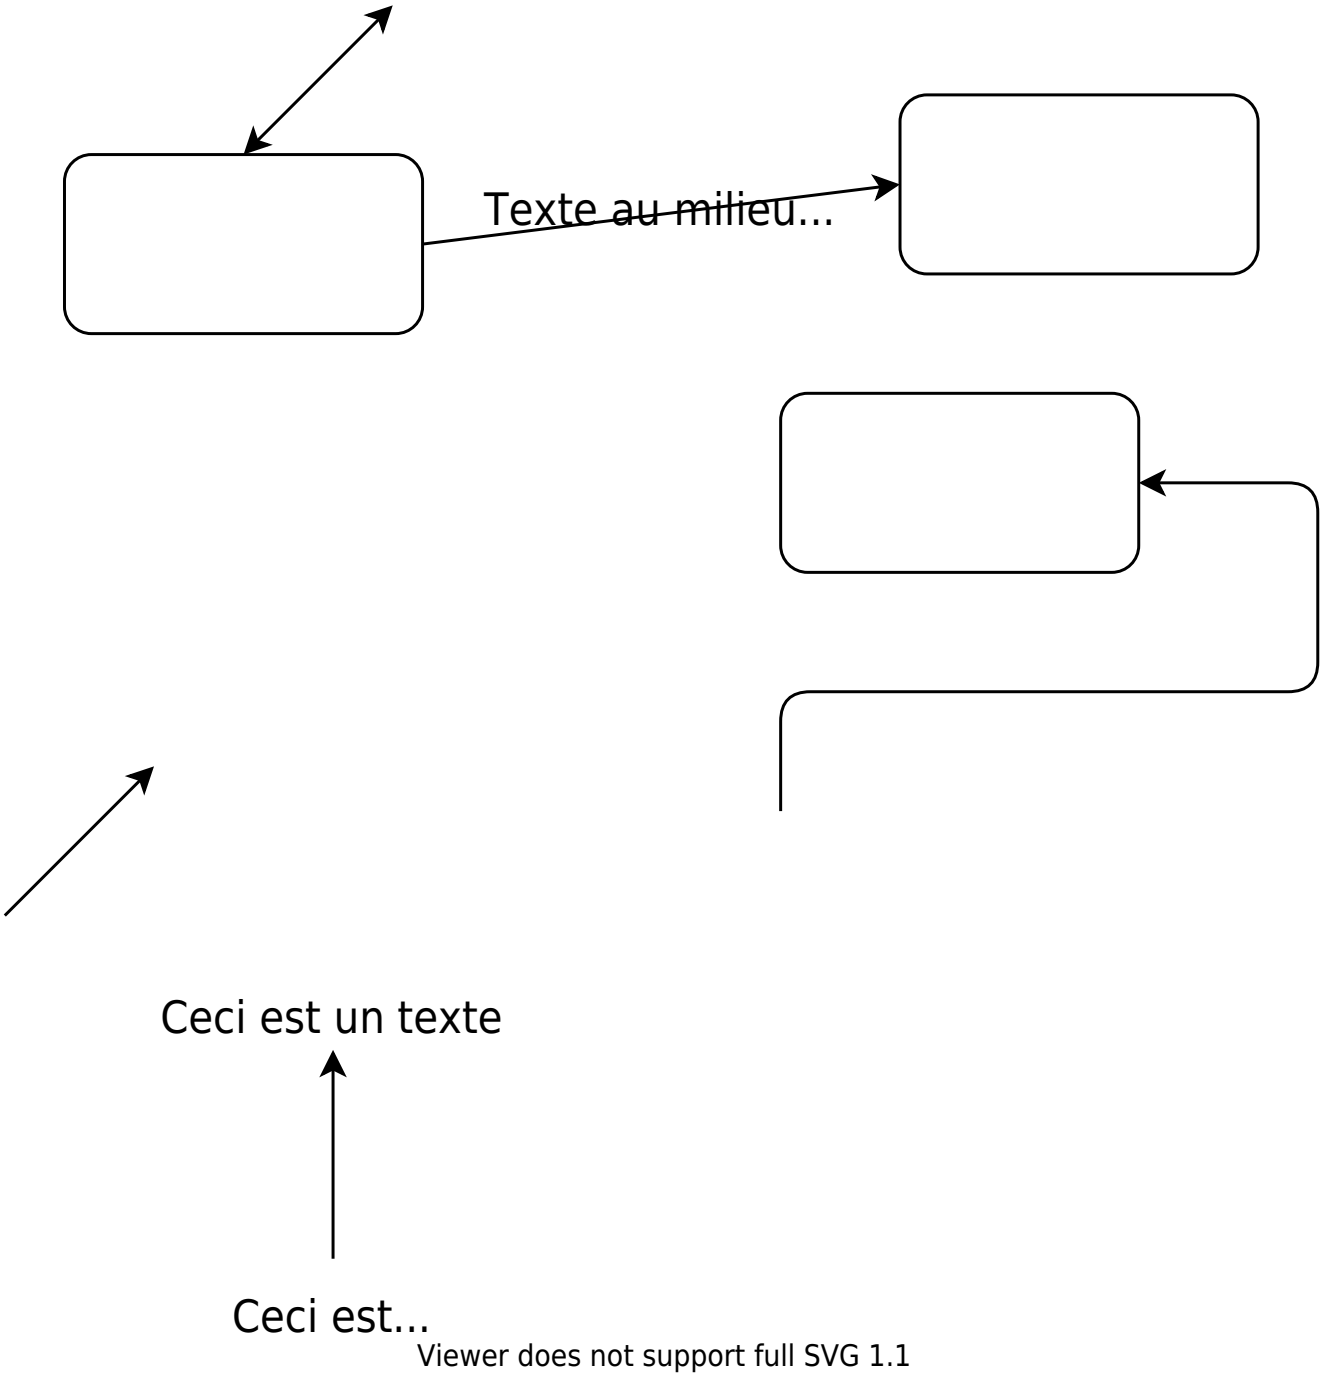 Texte au milieu...
Ceci est un texte
Ceci est...
Viewer does not support full SVG 1.1